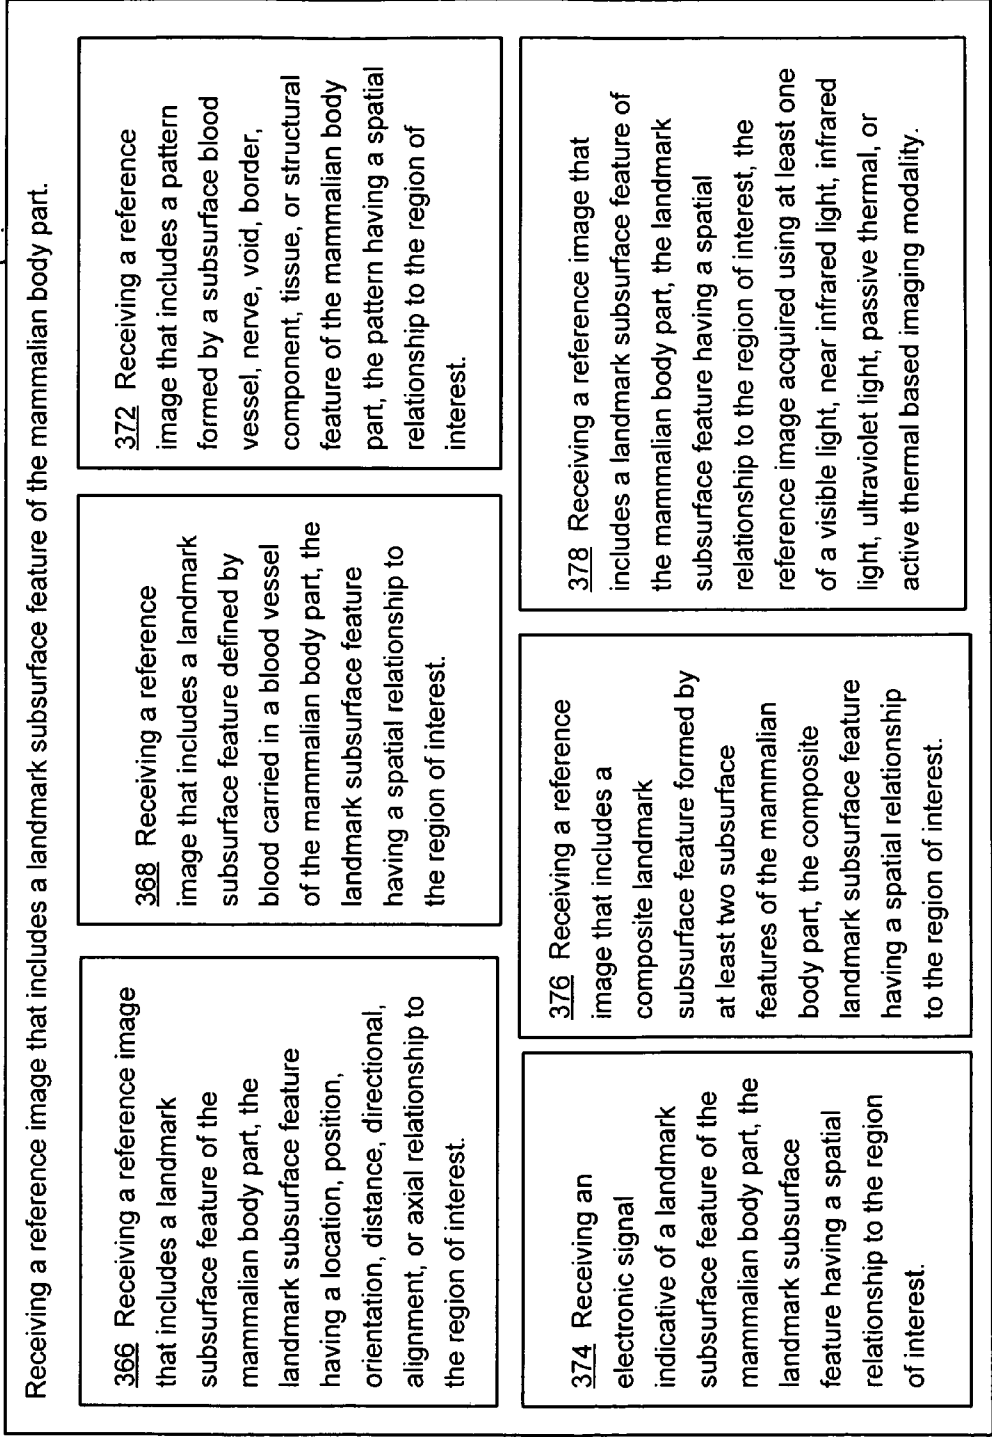 Receiving a reference image that includes a landmark subsurface feature of the mammalian body part.
366 Receiving a reference image
that includes a landmark
subsurface feature of the
mammalian body part, the
landmark subsurface feature
having a location, position,
orientation, distance, directional,
alignment, or axial relationship to
the region of interest.
368 Receiving a reference
image that includes a landmark
subsurface feature defined by
blood carried in a blood vessel
of the mammalian body part, the
landmark subsurface feature
having a spatial relationship to
the region of interest.
372 Receiving a reference
image that includes a pattern
formed by a subsurface blood
vessel, nerve, void, border,
component, tissue, or structural
feature of the mammalian body
part, the pattern having a spatial
relationship to the region of
interest.
374 Receiving an
electronic signal
indicative of a landmark
subsurface feature of the
mammalian body part, the
landmark subsurface
feature having a spatial
relationship to the region
of interest.
376 Receiving a reference
image that includes a
composite landmark
subsurface feature formed by
at least two subsurface
features of the mammalian
body part, the composite
landmark subsurface feature
having a spatial relationship
to the region of interest.
378 Receiving a reference image that
includes a landmark subsurface feature of
the mammalian body part, the landmark
subsurface feature having a spatial
relationship to the region of interest, the
reference image acquired using at least one
of a visible light, near infrared light, infrared
light, ultraviolet light, passive thermal, or
active thermal based imaging modality.